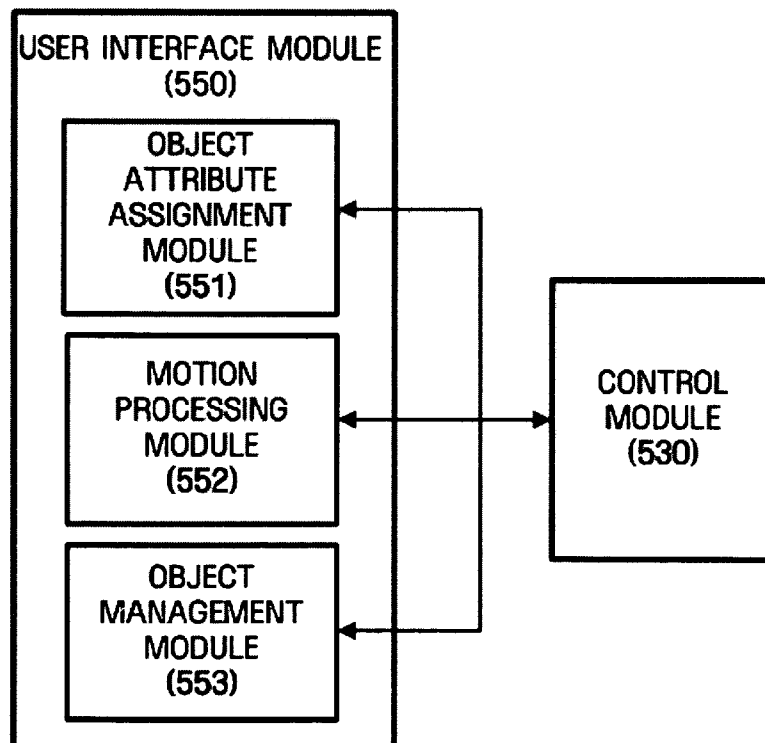 USER INTERFACE MODULE
(550)
OBJECT
ATTRIBUTE
ASSIGNMENT
MODULE
(551)
MOTION
PROCESSING
MODULE
(552)
OBJECT
MANAGEMENT
MODULE
(553)
CONTROL
MODULE
(530)